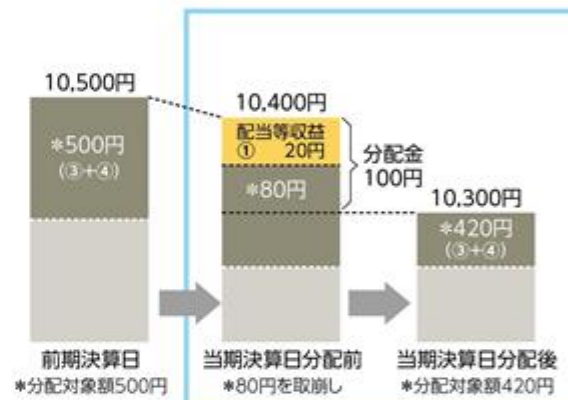 10,500円
*500円
(③+④)
前期決算日
*分配対象額500円
10,400円
配当等収益
① 20円
*80円
分配金
100円
当期決算日分配前
*80円を取崩し
10,300円
*420円
(③+④)
当期決算日分配後
*分配対象額420円